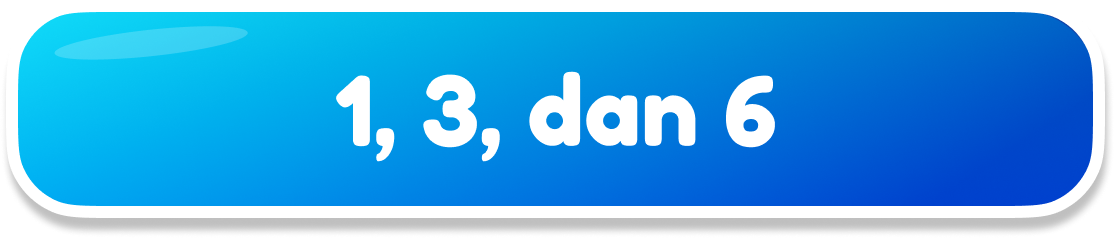 1, 3, dan 6